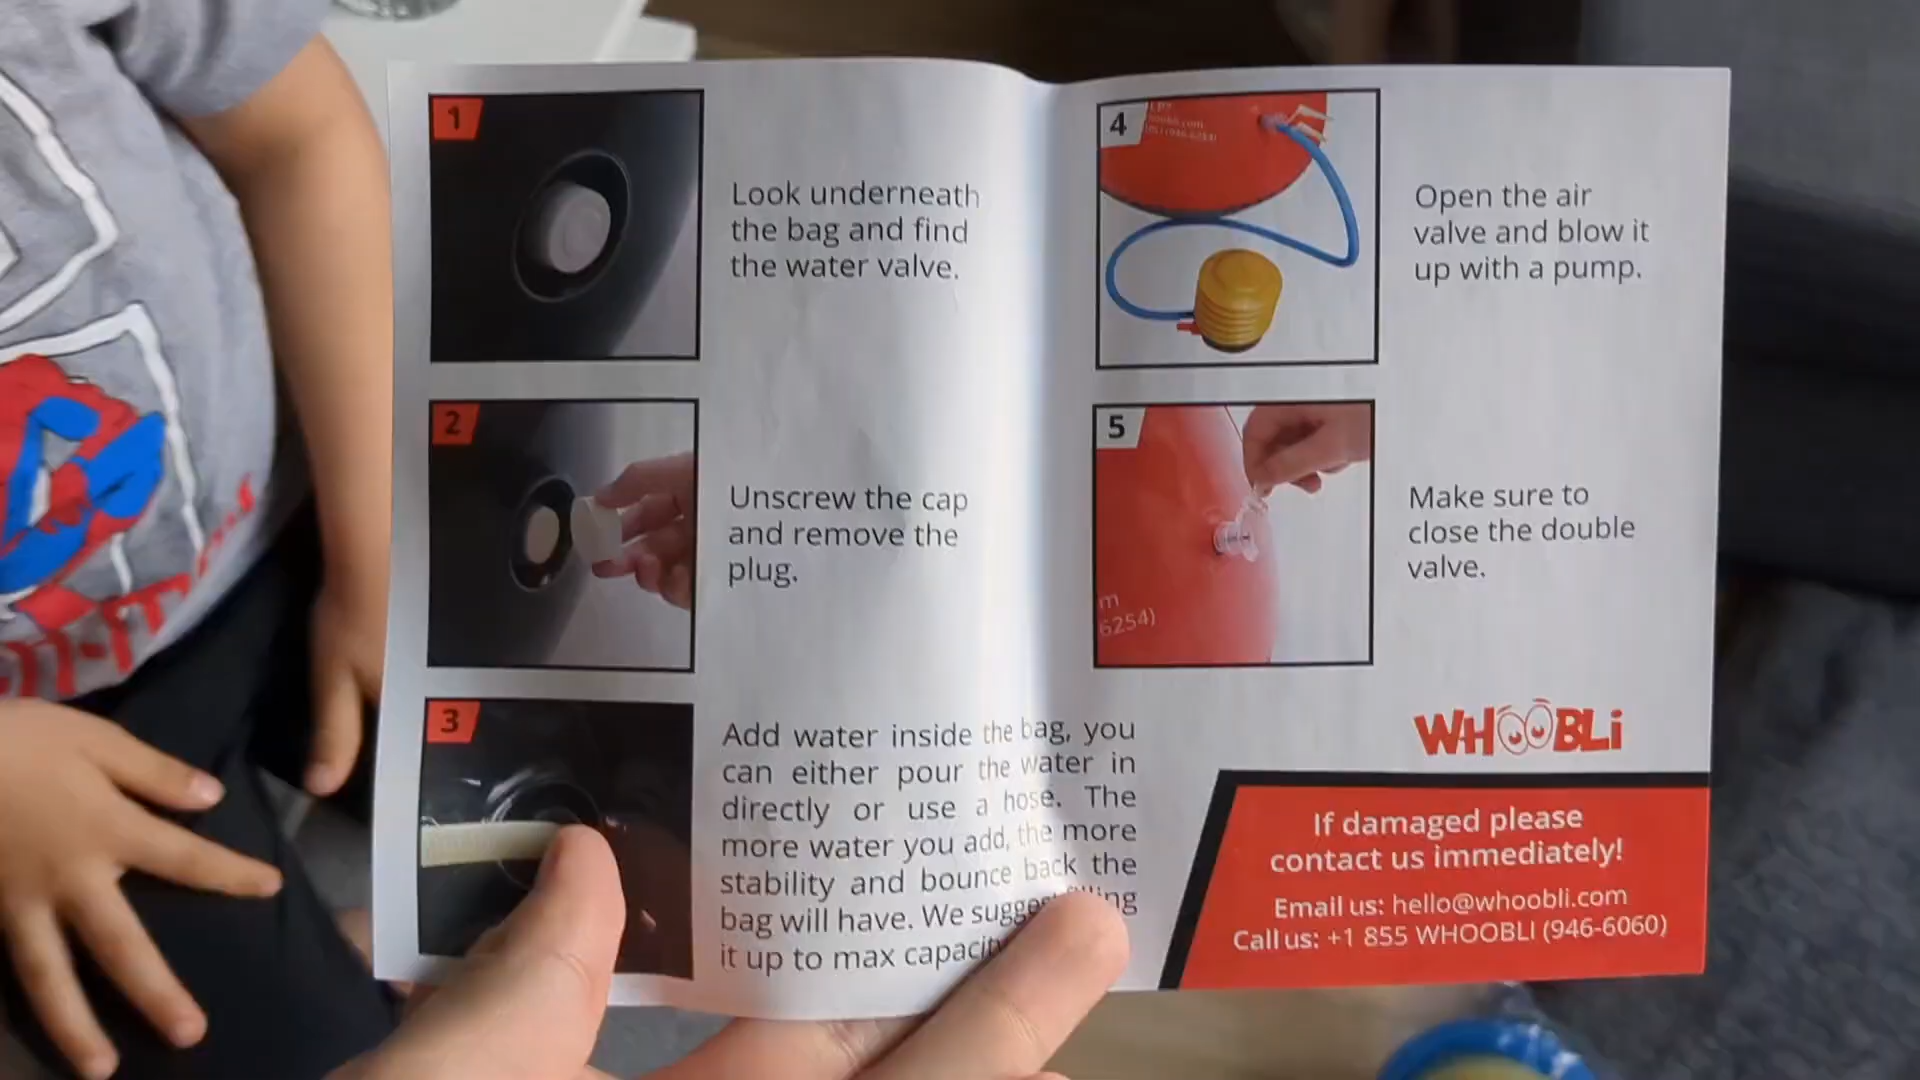 1
Look underneath
the bag and find
the water valve.
2
Unscrew the cap
and remove the
plug.
3
Add water inside the bag, you
can either pour the water in
directly or use a hose. The
more water you add, the more
stability and bounce back the
bag will have. We suggest filling
it up to max capacity
4
Open the air
valve and blow it
up with a pump.
5
m
6254)
Make sure to
close the double
valve.
WHOOBLi
If damaged please
contact us immediately!
Email us: hello@whoobli.com
Call us: +1 855 WHOOBLI (946-6060)